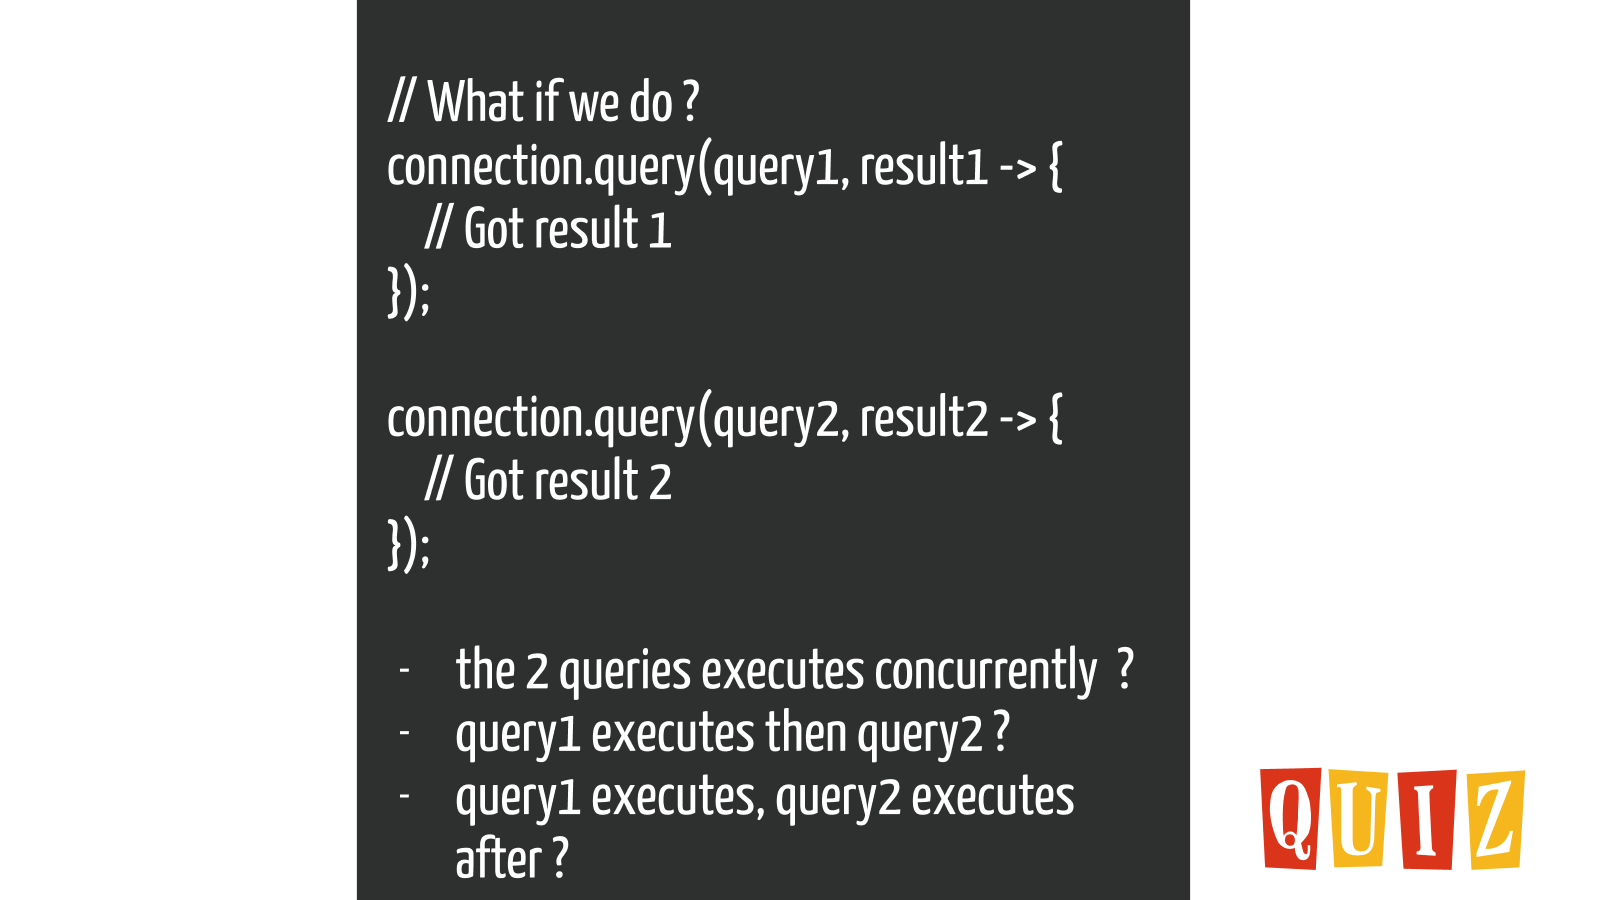 // What if we do ?
connection.query(query1, result1 -> {
// Got result 1
});
connection.query(query2, result2 -> {
// Got result 2
});
- the 2 queries executes concurrently ?
- query1 executes then query2 ?
- query1 executes, query2 executes
after ?
QUIZ